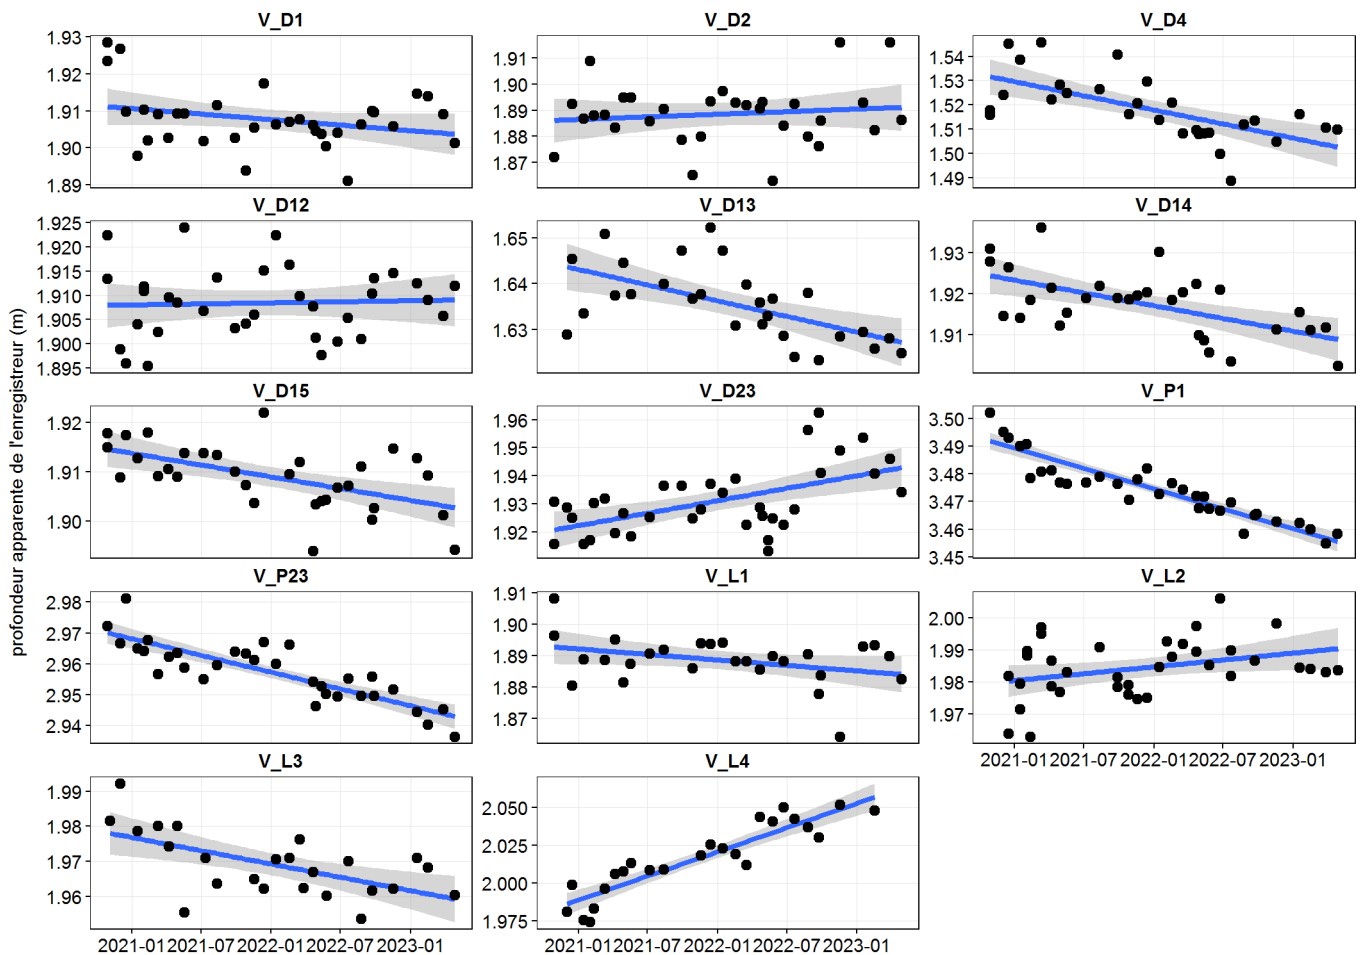 V_D1 V_D2 V_D4
1.93 1.92 1.91 1.90 1.89
1.91 1.90 1.89 1.88 1.87
1.54 1.53 1.52 1.51 1.50 1.49
V_D12 V_D13 V_D14
1.925 1.920 1.915 1.910 1.905 1.900 1.895
1.65 1.64 1.63
1.93 1.92 1.91
profondeur apparente de l'enregistreur (m)
V_D15 V_D23 V_P1
1.92 1.91 1.90
1.96 1.95 1.94 1.93 1.92
3.50 3.49 3.48 3.47 3.46 3.45
V_P23 V_L1 V_L2
2.98 2.97 2.96 2.95 2.94
1.91 1.90 1.89 1.88 1.87
2.00 1.99 1.98 1.97
2021-01 2021-07 2022-01 2022-07 2023-01
V_L3 V_L4
1.99 1.98 1.97 1.96
2.050 2.025 2.000 1.975
2021-01 2021-07 2022-01 2022-07 2023-01
2021-01 2021-07 2022-01 2022-07 2023-01